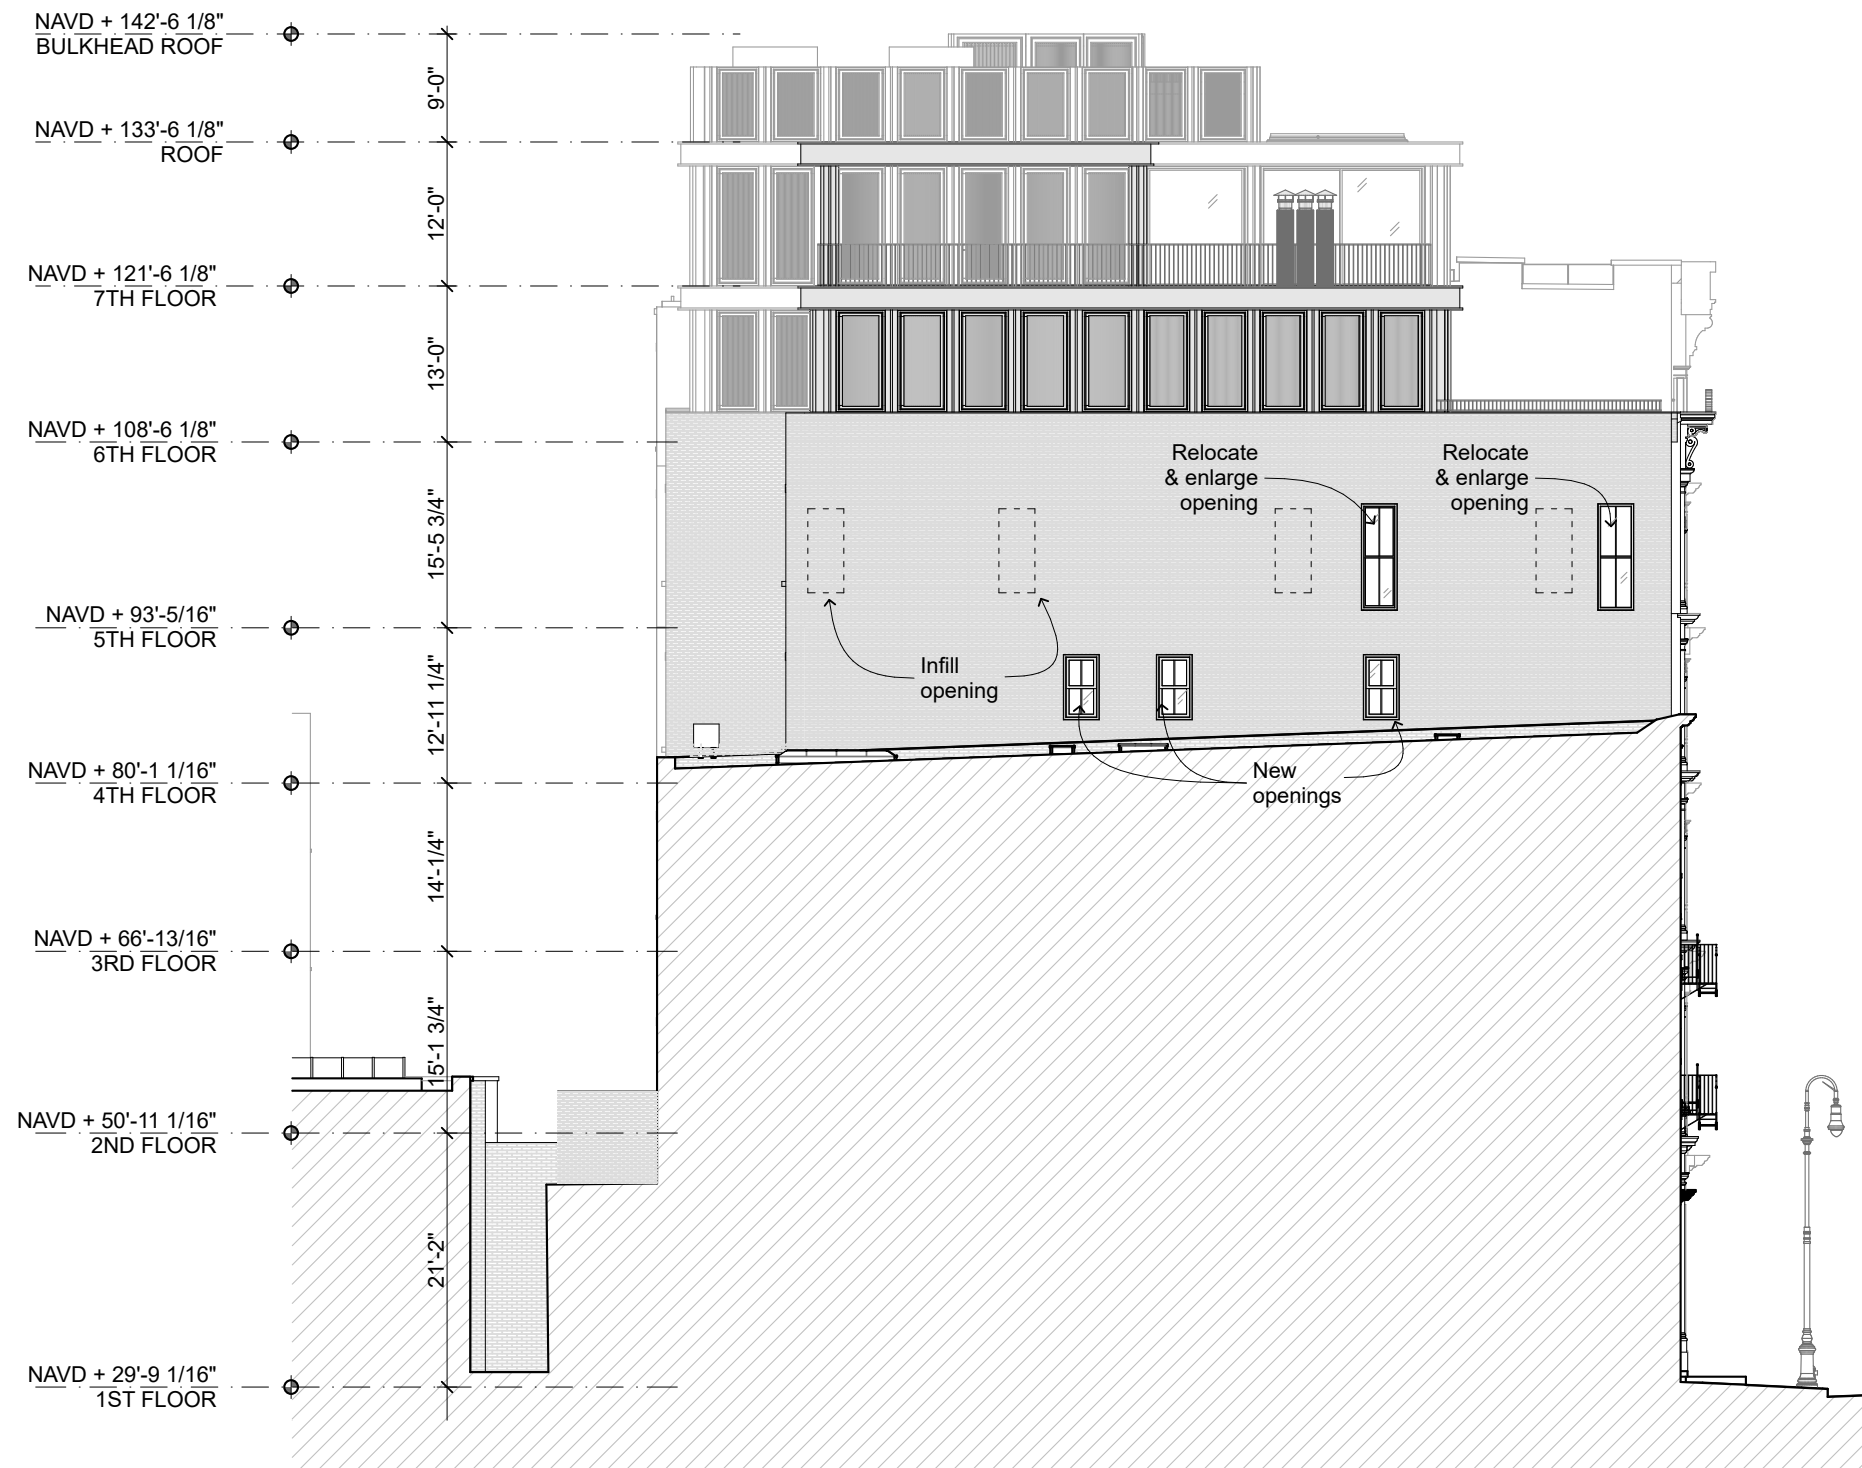 NAVD + 142'-6 1/8"
BULKHEAD ROOF
9'-0"
NAVD + 133'-6 1/8"
ROOF
12'-0"
NAVD + 121'-6 1/8"
7TH FLOOR
13'-0"
NAVD + 108'-6 1/8"
6TH FLOOR
Relocate
& enlarge
opening
Relocate
& enlarge
opening
15'-5 3/4"
NAVD + 93'-5/16"
5TH FLOOR
Infill
opening
12'-11 1/4"
NAVD + 80'-1 1/16"
4TH FLOOR
New
openings
14'-1/4"
NAVD + 66'-13/16"
3RD FLOOR
15'-1 3/4"
NAVD + 50'-11 1/16"
2ND FLOOR
21'-2"
NAVD + 29'-9 1/16"
1ST FLOOR